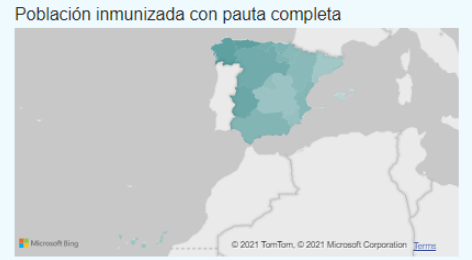 Población inmunizada con pauta completa
Microsoft Bing
© 2021 TomTom, © 2021 Microsoft Corporation Terms